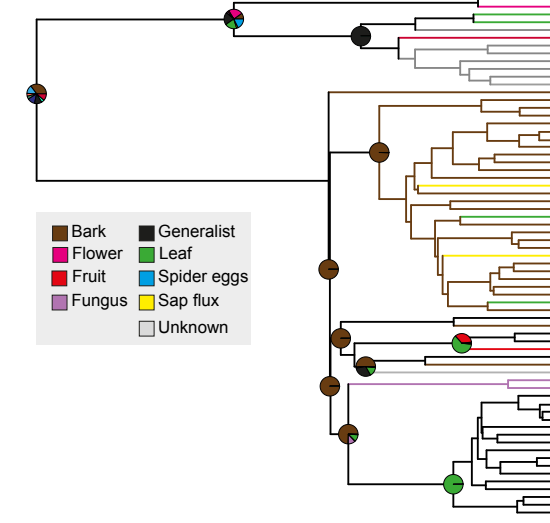 Bark Generalist
Flower Leaf
Fruit Spider eggs
Fungus Sap flux
Unknown